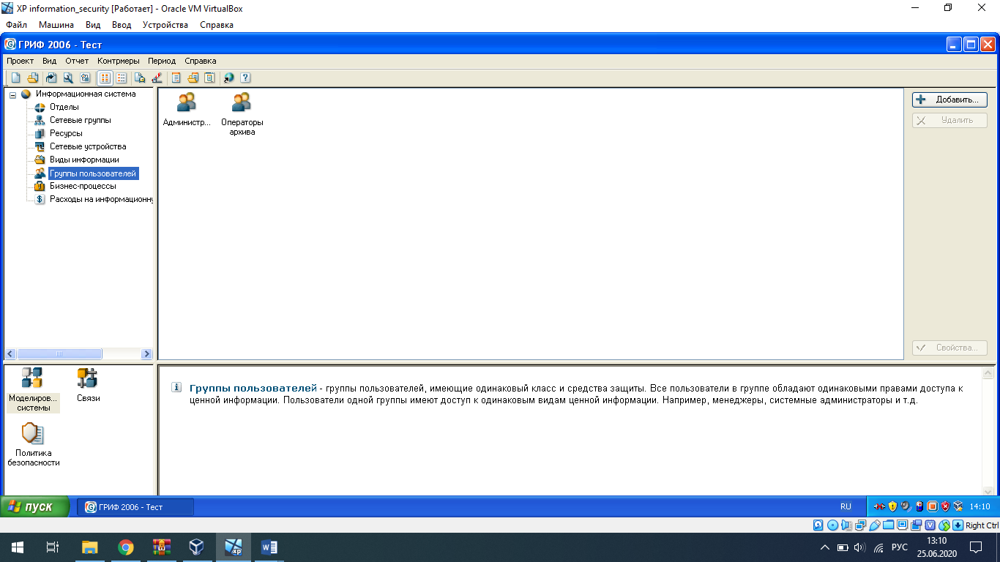 XP information_security [Работает] - Oracle VM VirtualBox
Файл Машина Вид Ввод Устройства Справка
ГРИФ 2006 - Тест
Проект Вид Отчет Контрмеры Период Справка
Информационная система
Отделы
Сетевые группы
Ресурсы
Сетевые устройства
Виды информации
Группы пользователей
Бизнес-процессы
Расходы на информационну
Администр...
Операторы
архива
Добавить...
Удалить
Свойства...
Моделиров...
системы
Связи
Политика
безопасности
Группы пользователей - группы пользователей, имеющие одинаковый класс и средства защиты. Все пользователи в группе обладают одинаковыми правами доступа к
ценной информации. Пользователи одной группы имеют доступ к одинаковым видам ценной информации. Например, менеджеры, системные администраторы и т.д.
пуск
ГРИФ 2006 - Тест
RU
14:10
Right Ctrl
РУС
13:10
25.06.2020